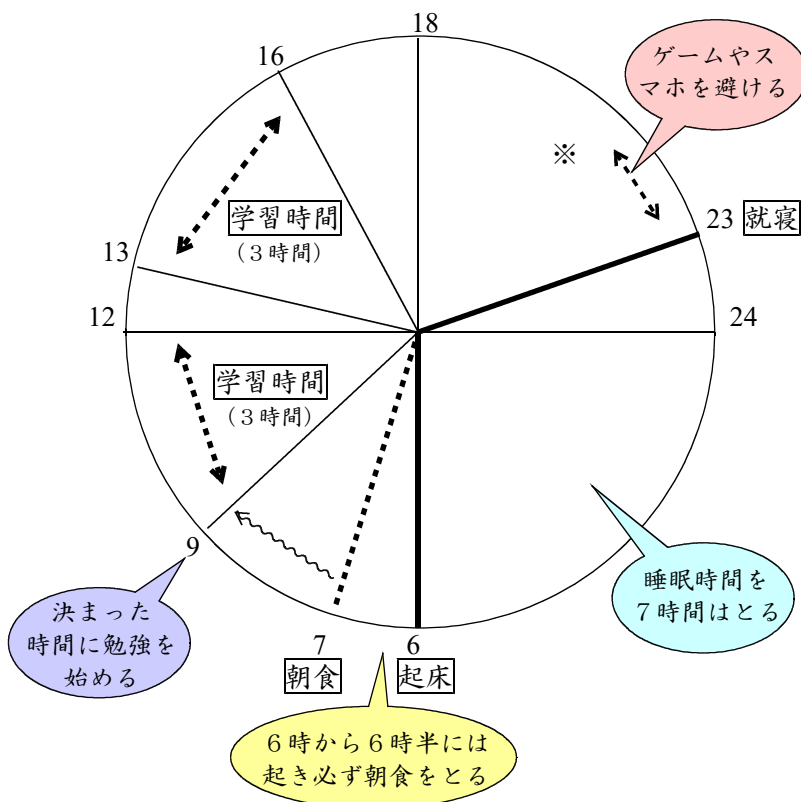 18
16
ゲームやス
マホを避ける
※
学習時間
(３時間)
23 就寝
13
12
24
学習時間
(３時間)
9
睡眠時間を
７時間はとる
決まった
時間に勉強を
始める
7
朝食
6
起床
６時から６時半には
起き必ず朝食をとる